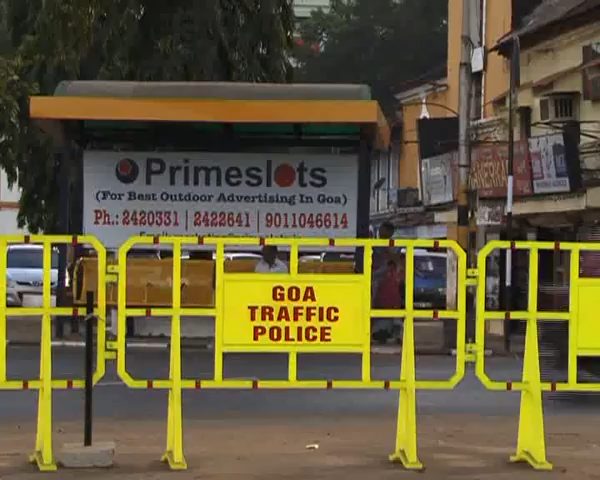 Primeslots
(For Best Outdoor Advertising In Goa)
Ph.: 2420331 | 2422641 | 9011046614
GOA
TRAFFIC
POLICE